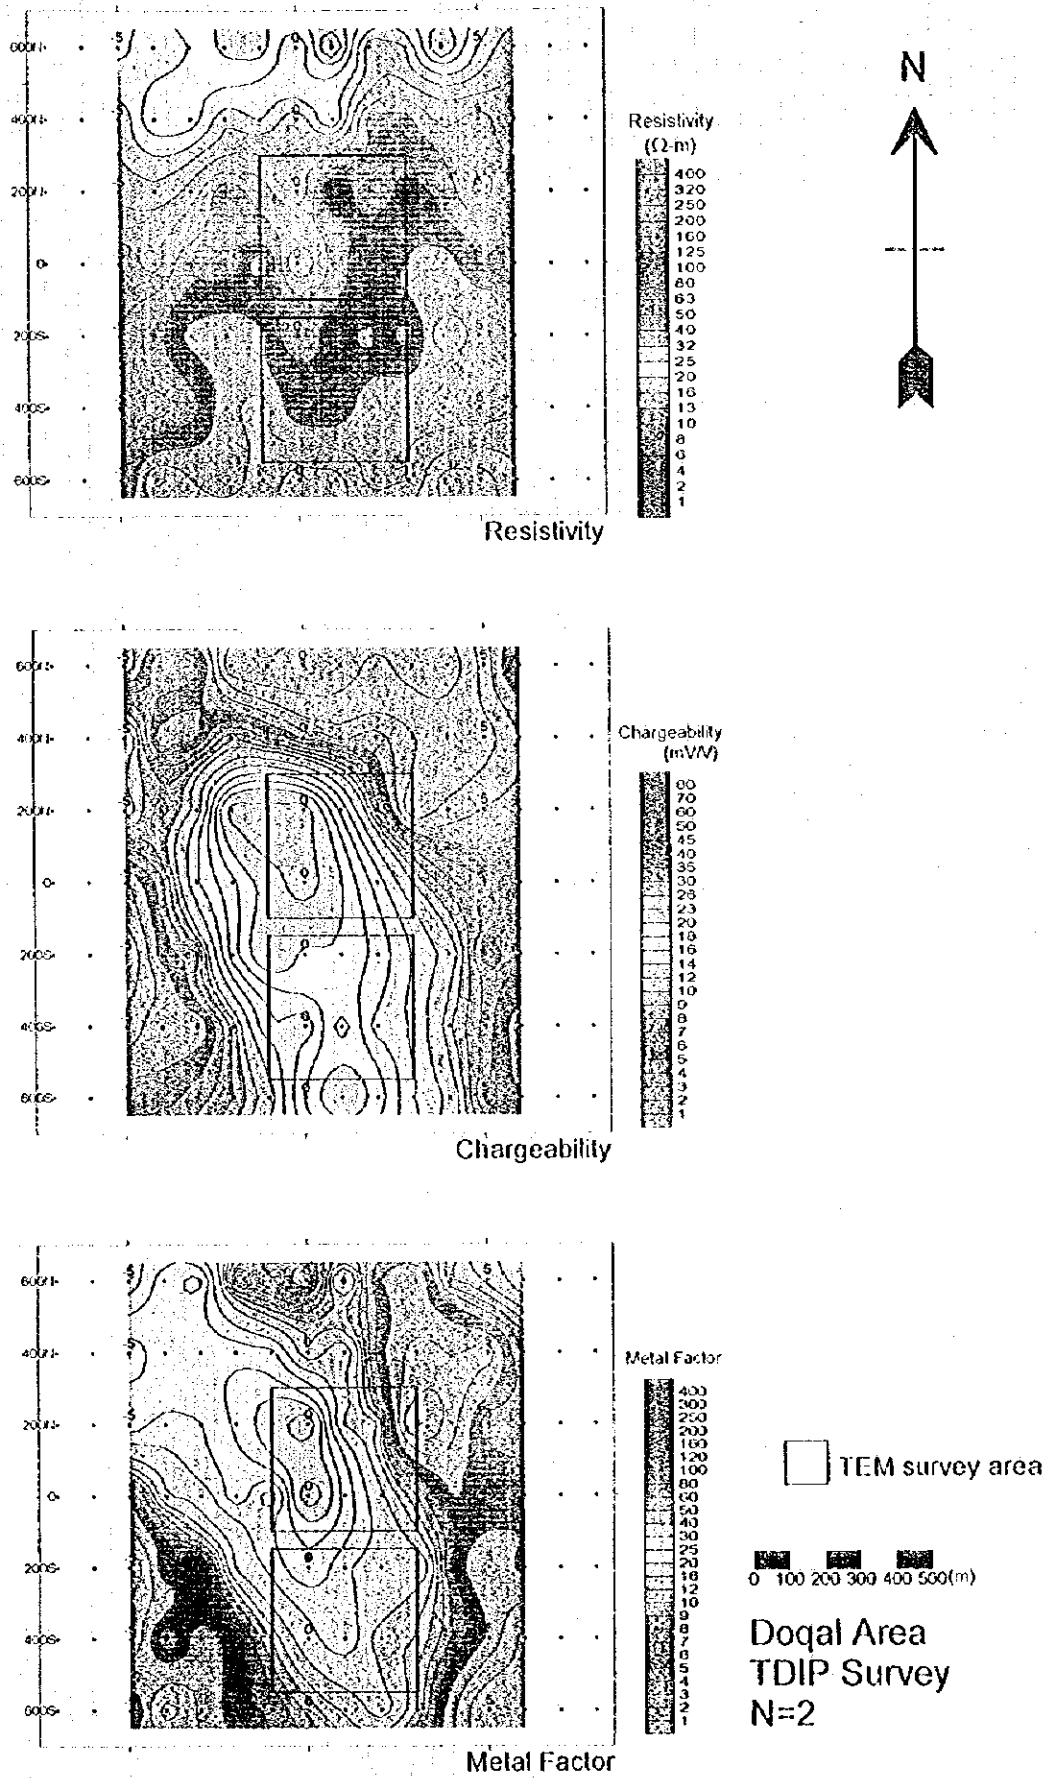 600N
400N
200N
0
200S
400S
600S
Resistivity
(Ω-m)
400
320
250
200
160
125
100
80
63
50
40
32
25
20
16
13
10
8
6
4
2
1
N
Resistivity
600N
400N
200N
0
200S
400S
600S
Chargeability
(mV/V)
80
70
60
50
45
40
35
30
26
23
20
18
16
14
12
10
9
8
7
6
5
4
3
2
1
Chargeability
600N
400N
200N
0
200S
400S
600S
Metal Factor
400
300
250
200
160
120
100
80
60
50
40
30
25
20
16
12
10
9
8
7
6
5
4
3
2
1
TEM survey area
0 100 200 300 400 500(m)
Doqal Area
TDIP Survey
N=2
Metal Factor